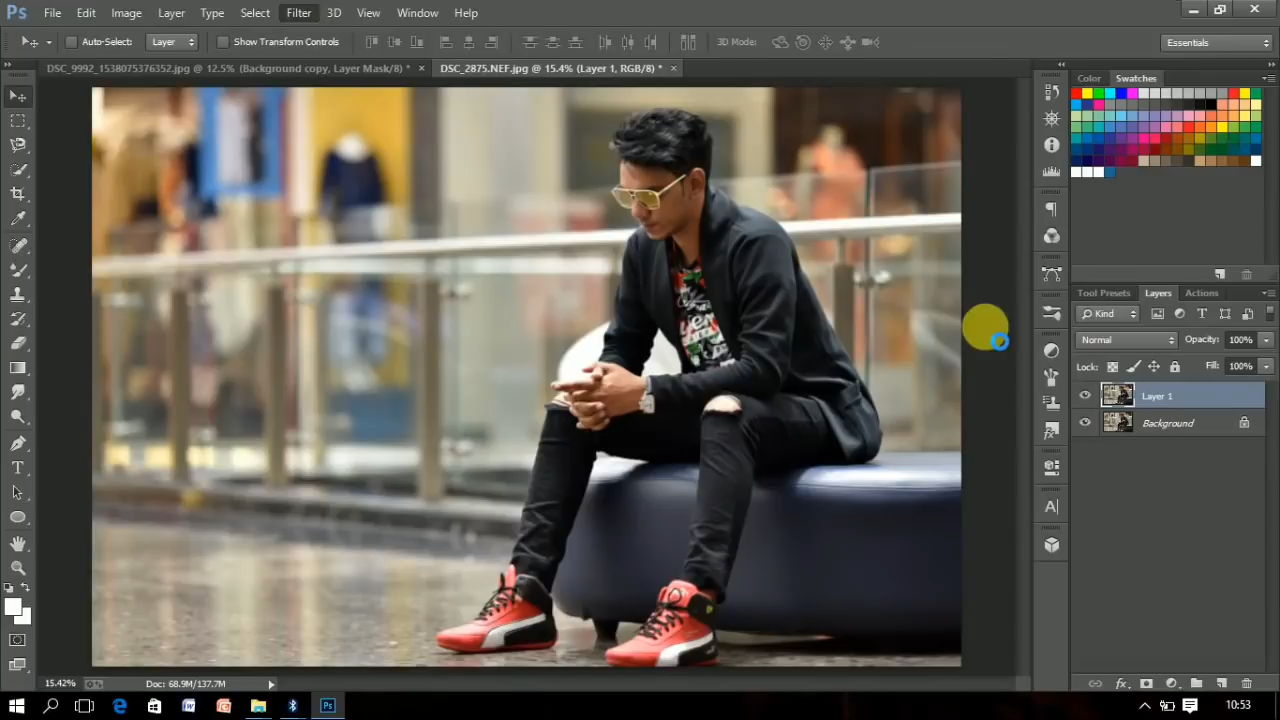 Ps File Edit Image Layer Type Select Filter 3D View Window Help
Auto-Select: Layer Show Transform Controls 3D Mode: Essentials
DSC_9992_1538075376352.jpg @ 12.5% (Background copy, Layer Mask/8) * × DSC_2875.NEF.jpg @ 15.4% (Layer 1, RGB/8) * ×
Color Swatches
Tool Presets Layers Actions
Kind
Normal Opacity: 100%
Lock: Fill: 100%
Layer 1
Background
15.42% Doc: 68.9M/137.7M
10:53